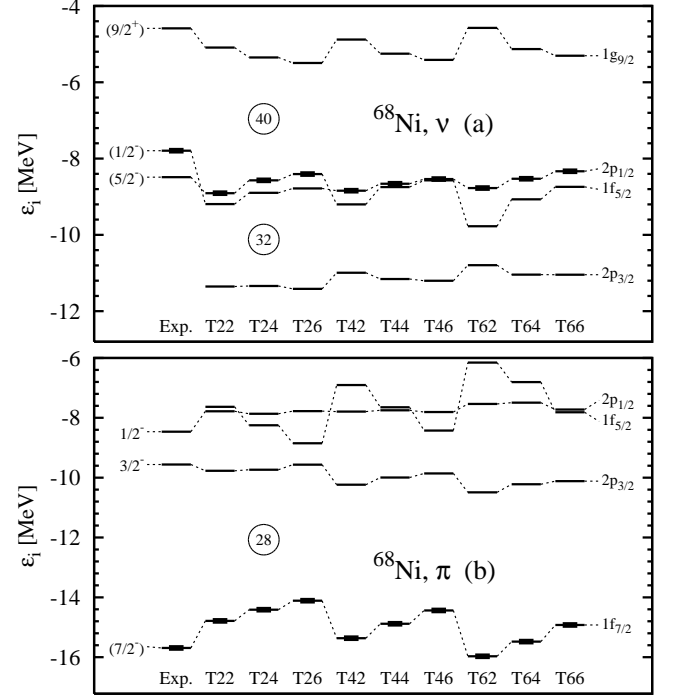 -4
(9/2⁺)
1g9/2
-6
40
⁶⁸Ni, ν (a)
εi [MeV]
(1/2⁻)
-8
2p1/2
(5/2⁻)
1f5/2
-10
32
2p3/2
-12
Exp. T22 T24 T26 T42 T44 T46 T62 T64 T66
-6
2p1/2
-8
1f5/2
1/2⁻
3/2⁻
-10
2p3/2
εi [MeV]
28
-12
⁶⁸Ni, π (b)
-14
1f7/2
(7/2⁻)
-16
Exp. T22 T24 T26 T42 T44 T46 T62 T64 T66